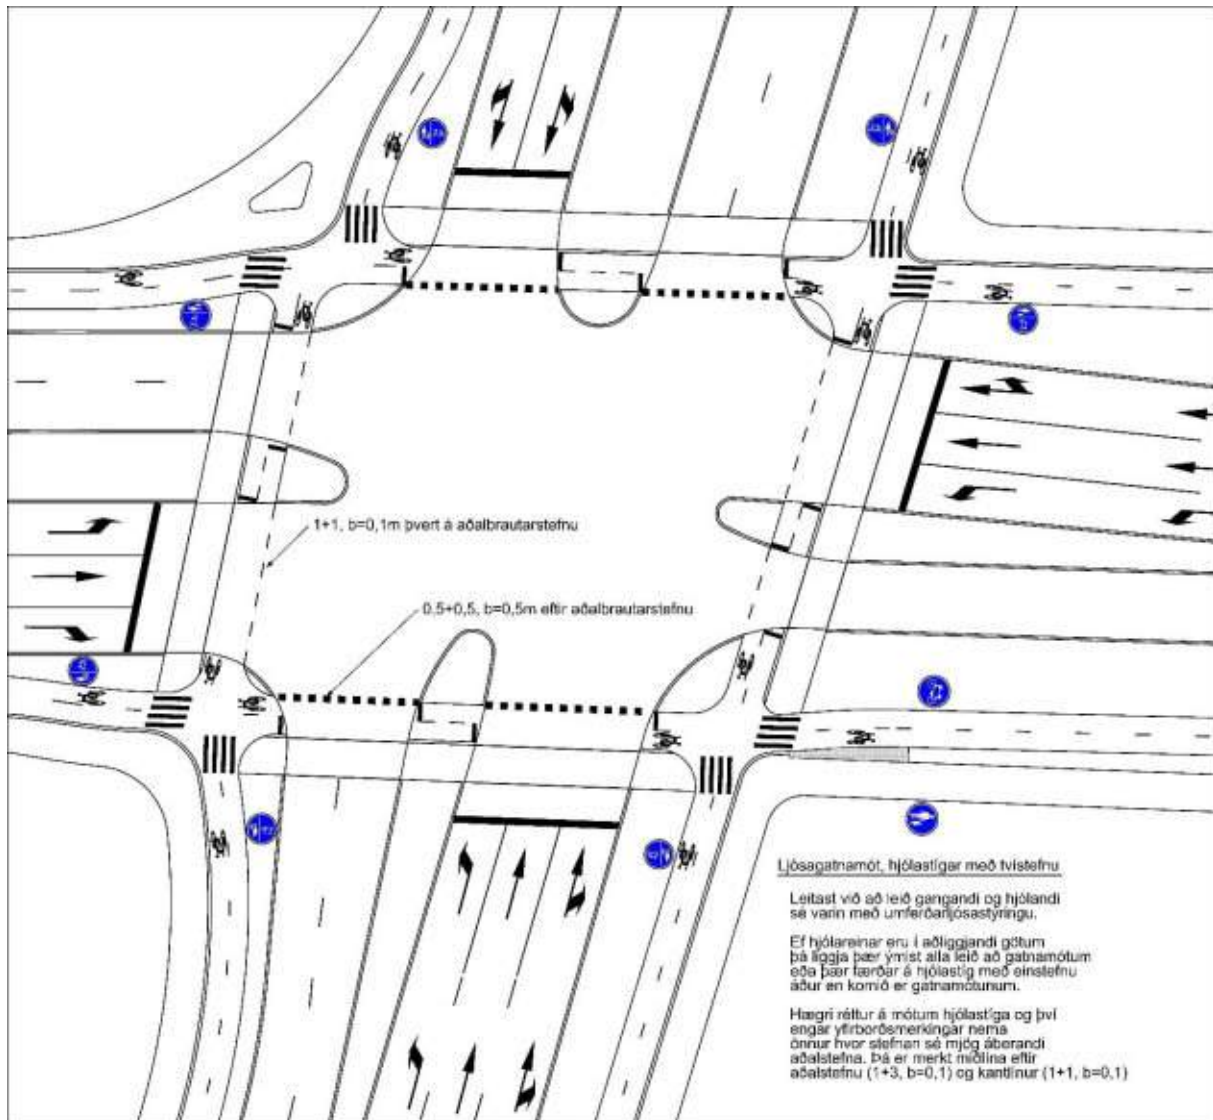 1+1, b=0,1m þvert á aðalbrautarstefnu
0,5+0,5, b=0,5m eftir aðalbrautarstefnu
Ljósagatnamót, hjólastígar með tvístefnu
Leitast við að leið gangandi og hjólandi
sé varin með umferðarljósastýringu.
Ef hjólareinar eru í aðliggjandi götum
þá liggja þær ýmist alla leið að gatnamótum
eða þær færðar á hjólastíg með einstefnu
áður en komið er gatnamótunum.
Hægri réttur á mótum hjólastíga og því
engar yfirborðsmerkingar nema
önnur hvor stefnan sé mjög áberandi
aðalstefna. Þá er merkt miðlína eftir
aðalstefnu (1+3, b=0,1) og kantlínur (1+1, b=0,1)